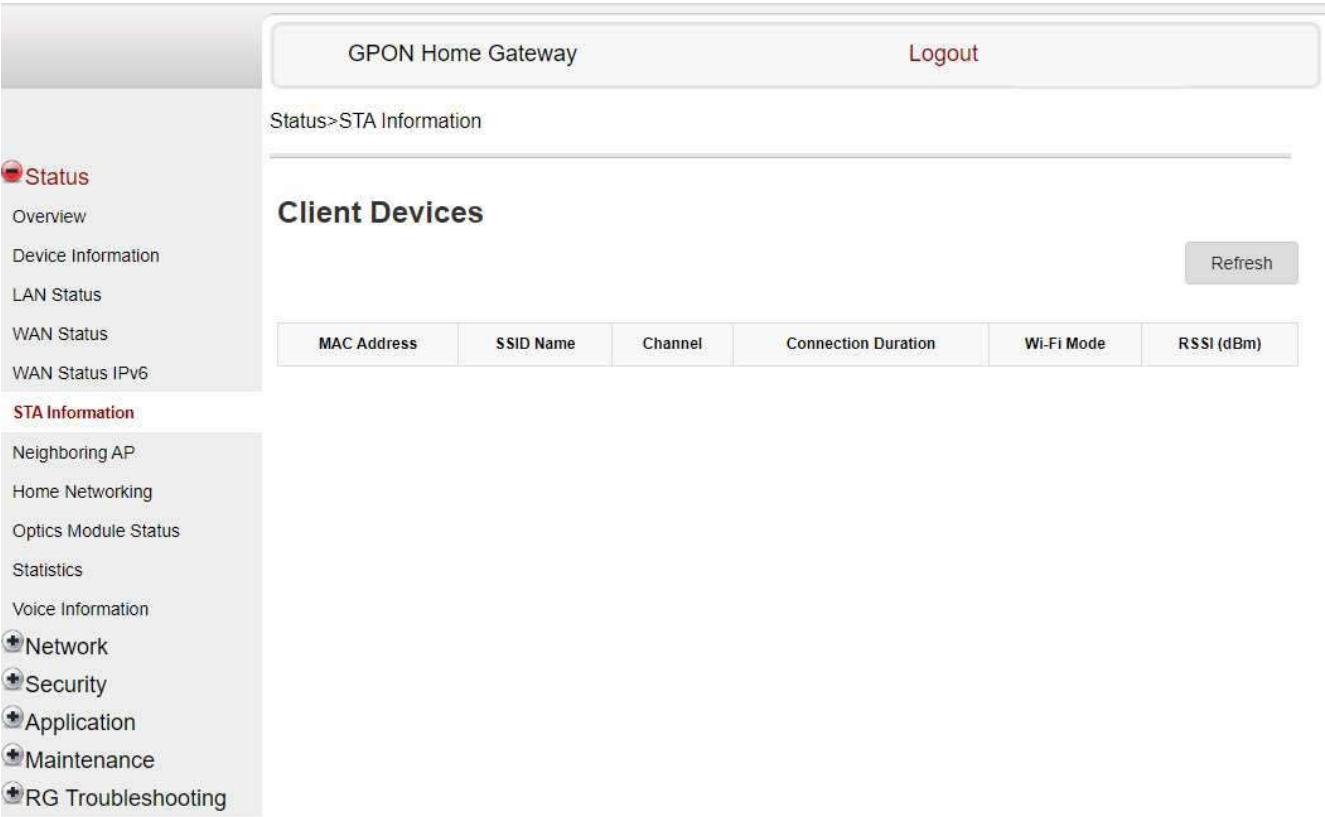 GPON Home Gateway Logout
Status>STA Information
Status
Overview
Device Information
LAN Status
WAN Status
WAN Status IPv6
STA Information
Neighboring AP
Home Networking
Optics Module Status
Statistics
Voice Information
Network
Security
Application
Maintenance
RG Troubleshooting
Client Devices
Refresh
MAC Address SSID Name Channel Connection Duration Wi-Fi Mode RSSI (dBm)